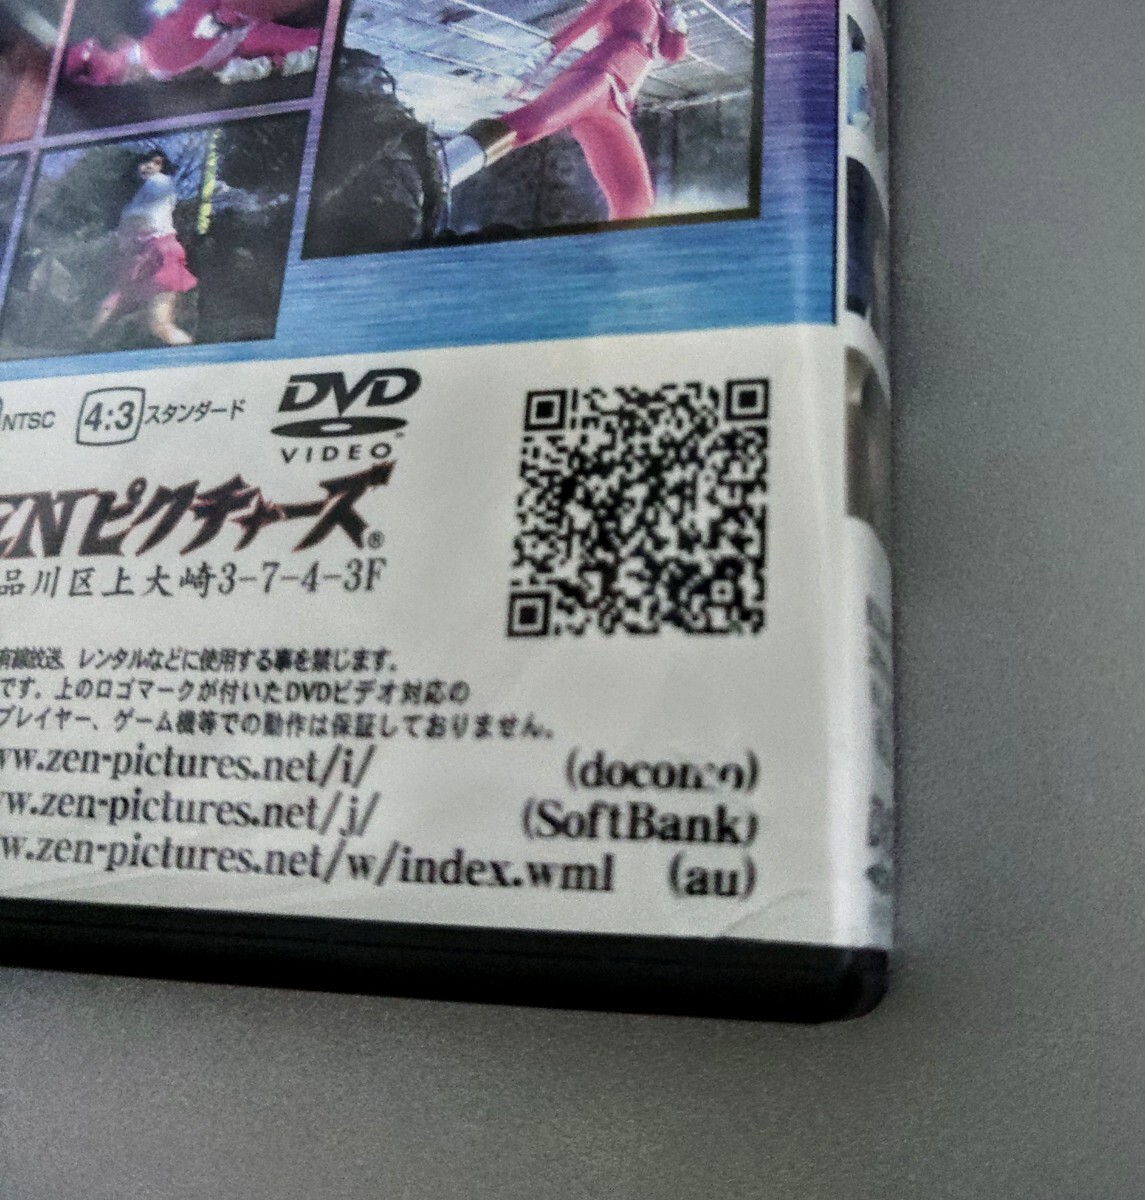 NTSC 4:3 スタンダード DVD
VIDEO
ZENピクチャーズ®
品川区上大崎3-7-4-3F
有線放送、レンタルなどに使用する事を禁じます。
です。上のロゴマークが付いたDVDビデオ対応の
プレイヤー、ゲーム機等での動作は保証しておりません。
ww.zen-pictures.net/i/ (docomo)
ww.zen-pictures.net/j/ (SoftBank)
w.zen-pictures.net/w/index.wml (au)